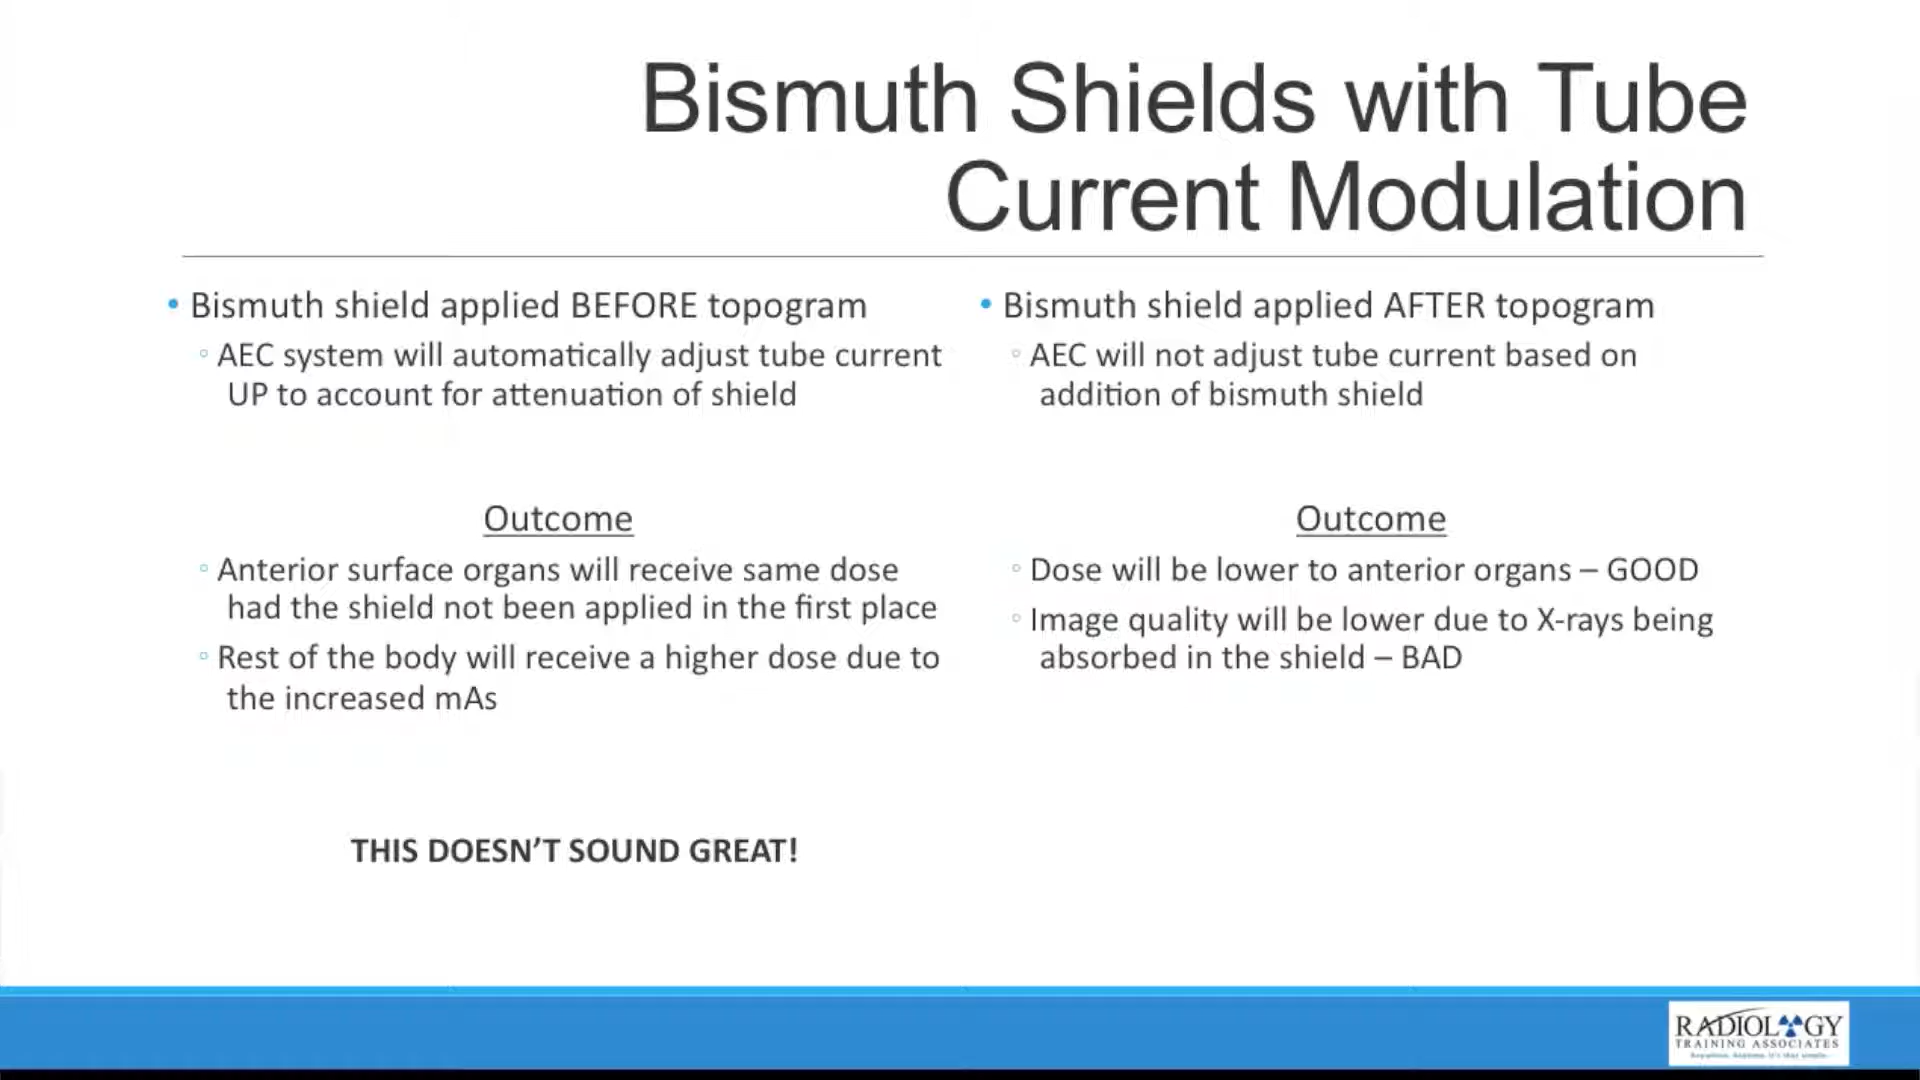 Bismuth Shields with Tube
Current Modulation
• Bismuth shield applied BEFORE topogram
◦ AEC system will automatically adjust tube current
UP to account for attenuation of shield
Outcome
◦ Anterior surface organs will receive same dose
had the shield not been applied in the first place
◦ Rest of the body will receive a higher dose due to
the increased mAs
THIS DOESN’T SOUND GREAT!
• Bismuth shield applied AFTER topogram
◦ AEC will not adjust tube current based on
addition of bismuth shield
Outcome
◦ Dose will be lower to anterior organs – GOOD
◦ Image quality will be lower due to X-rays being
absorbed in the shield – BAD
RADIOLOGY
TRAINING ASSOCIATES